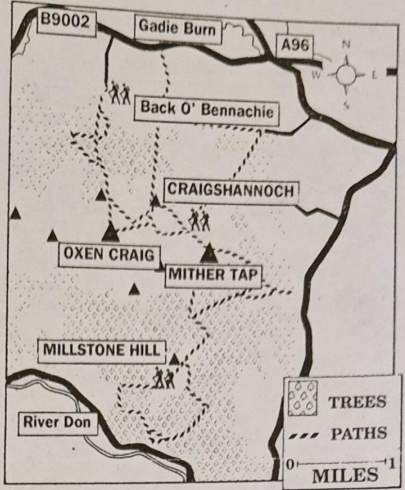 B9002
Gadie Burn
A96
N
W E
S
Back O' Bennachie
CRAIGSHANNOCH
OXEN CRAIG
MITHER TAP
MILLSTONE HILL
River Don
TREES
PATHS
0 1
MILES